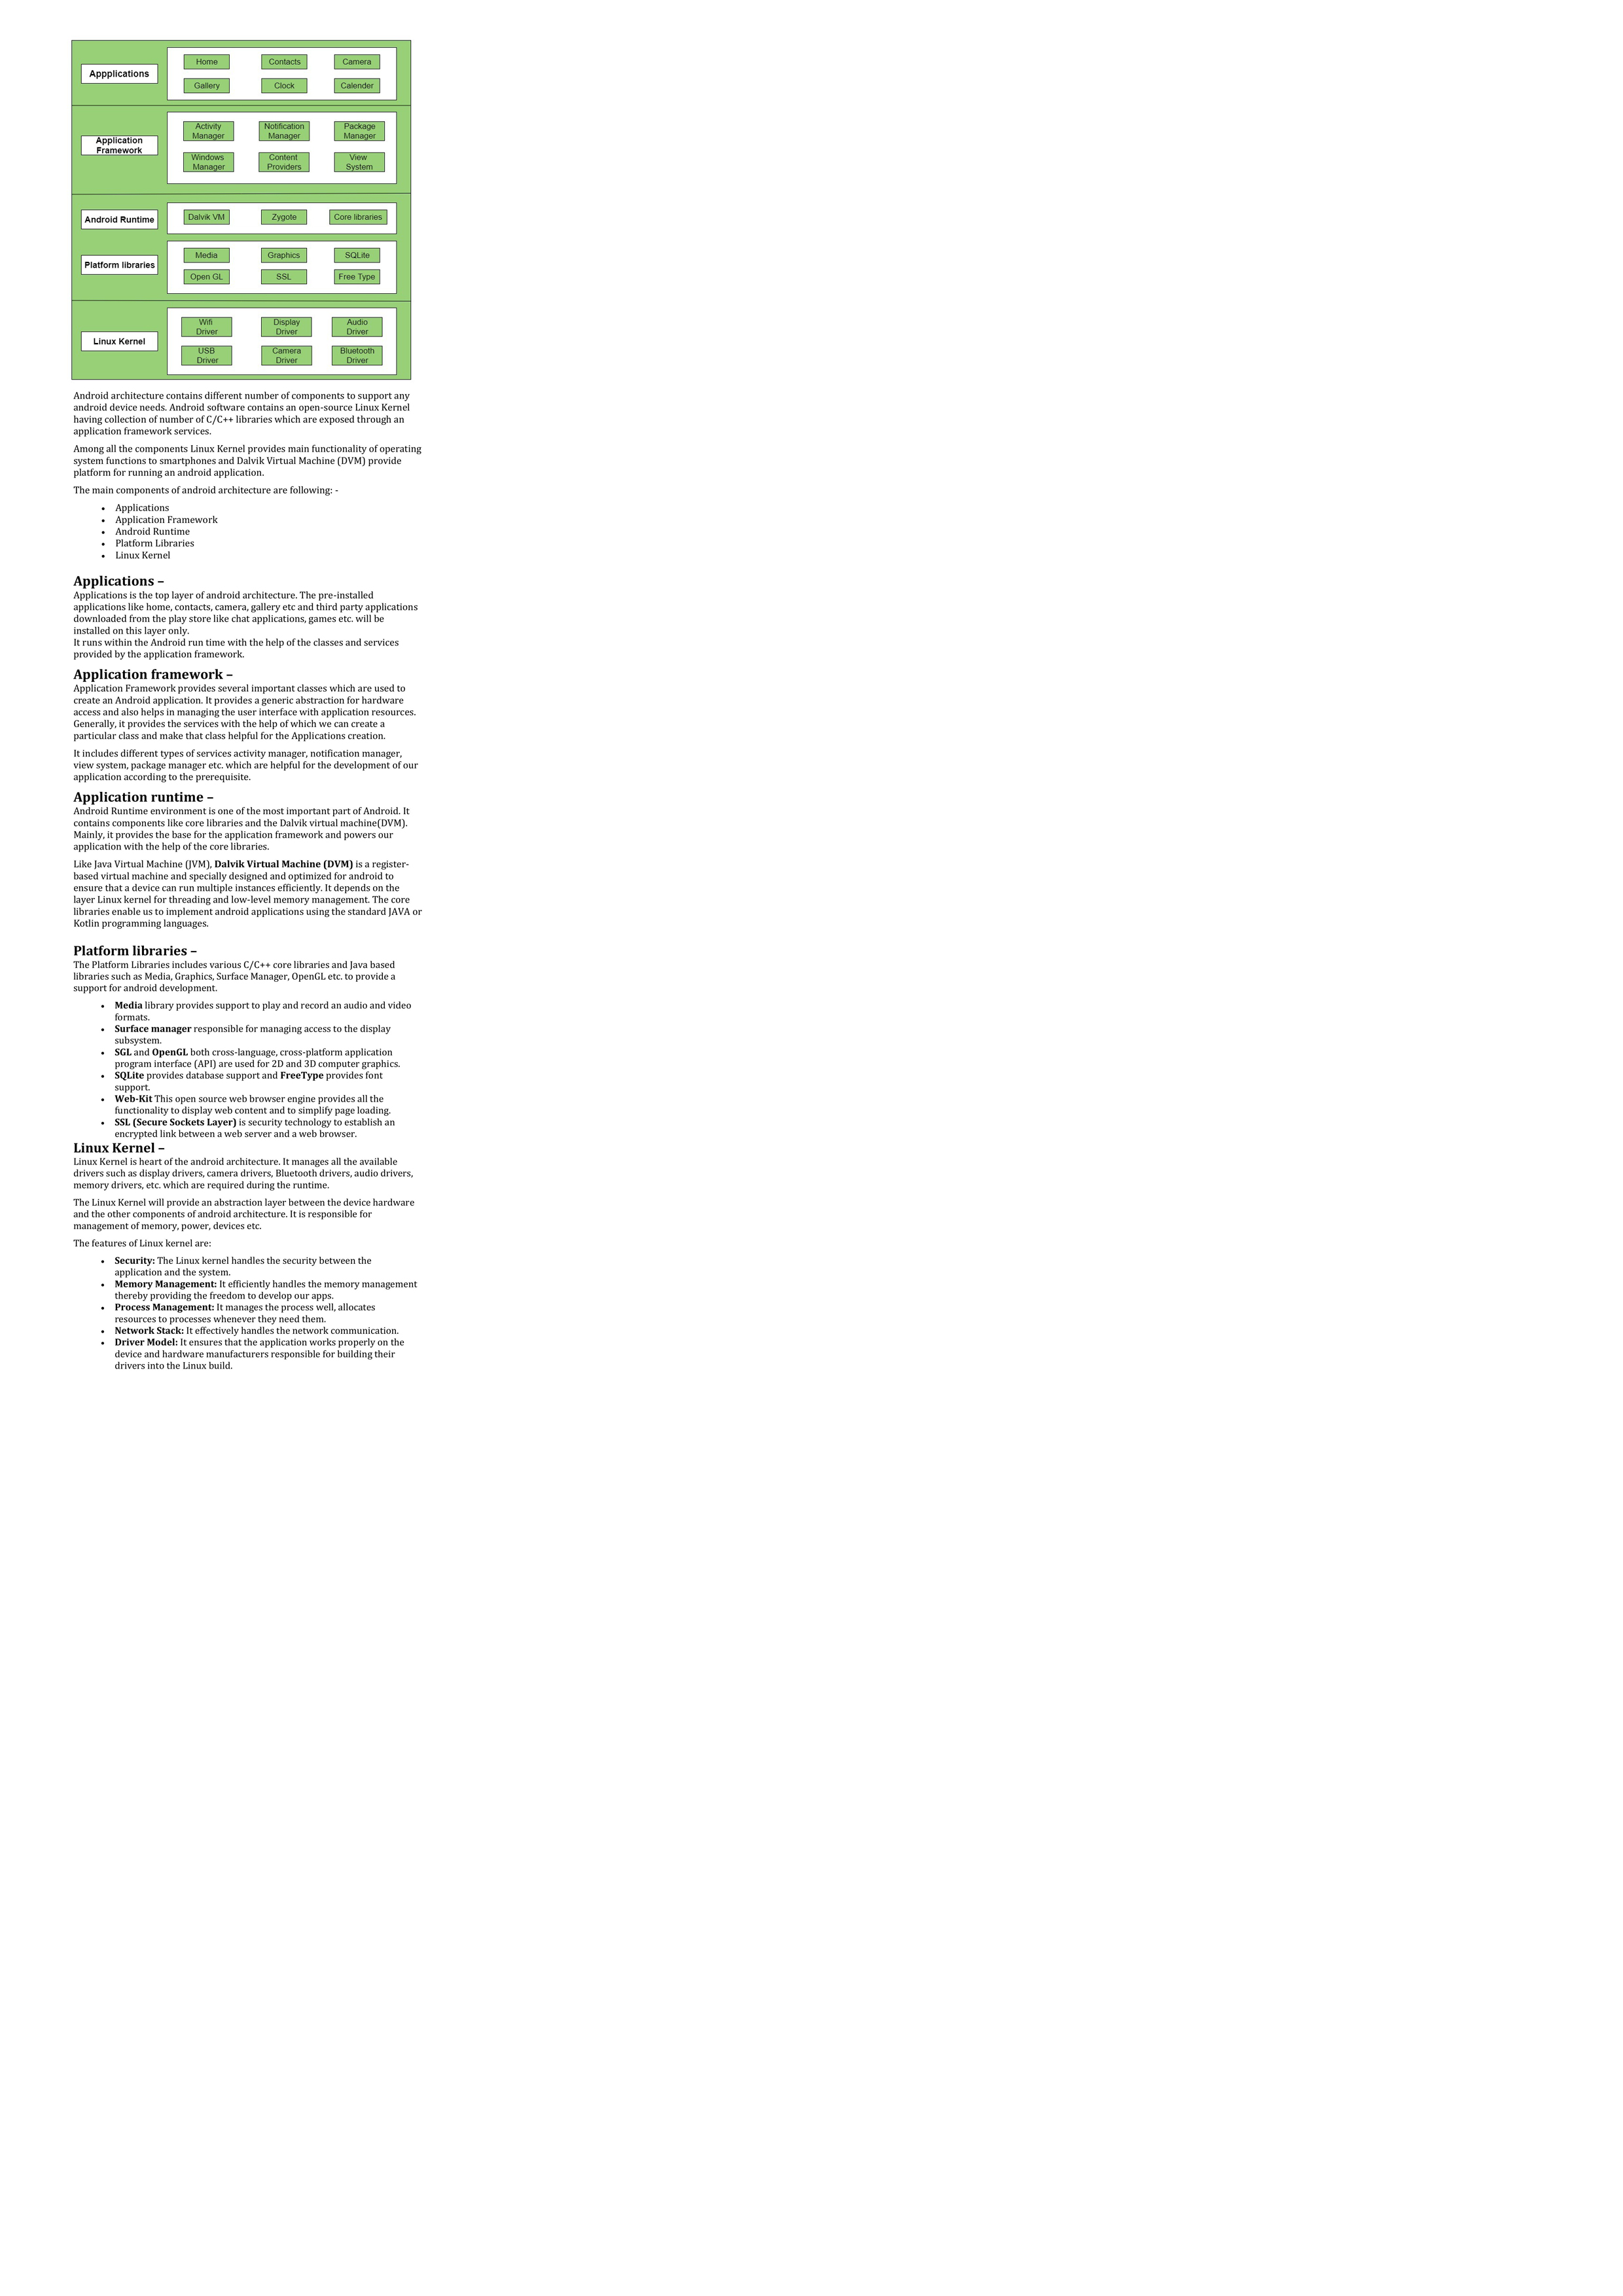 Appplications
Home Contacts Camera
Gallery Clock Calender
Application
Framework
Activity
Manager
Notification
Manager
Package
Manager
Windows
Manager
Content
Providers
View
System
Android Runtime
Dalvik VM Zygote Core libraries
Platform libraries
Media Graphics SQLite
Open GL SSL Free Type
Linux Kernel
Wifi
Driver
Display
Driver
Audio
Driver
USB
Driver
Camera
Driver
Bluetooth
Driver
Android architecture contains different number of components to support any
android device needs. Android software contains an open-source Linux Kernel
having collection of number of C/C++ libraries which are exposed through an
application framework services.
Among all the components Linux Kernel provides main functionality of operating
system functions to smartphones and Dalvik Virtual Machine (DVM) provide
platform for running an android application.
The main components of android architecture are following: -
• Applications
• Application Framework
• Android Runtime
• Platform Libraries
• Linux Kernel
Applications –
Applications is the top layer of android architecture. The pre-installed
applications like home, contacts, camera, gallery etc and third party applications
downloaded from the play store like chat applications, games etc. will be
installed on this layer only.
It runs within the Android run time with the help of the classes and services
provided by the application framework.
Application framework –
Application Framework provides several important classes which are used to
create an Android application. It provides a generic abstraction for hardware
access and also helps in managing the user interface with application resources.
Generally, it provides the services with the help of which we can create a
particular class and make that class helpful for the Applications creation.
It includes different types of services activity manager, notification manager,
view system, package manager etc. which are helpful for the development of our
application according to the prerequisite.
Application runtime –
Android Runtime environment is one of the most important part of Android. It
contains components like core libraries and the Dalvik virtual machine(DVM).
Mainly, it provides the base for the application framework and powers our
application with the help of the core libraries.
Like Java Virtual Machine (JVM), Dalvik Virtual Machine (DVM) is a register-
based virtual machine and specially designed and optimized for android to
ensure that a device can run multiple instances efficiently. It depends on the
layer Linux kernel for threading and low-level memory management. The core
libraries enable us to implement android applications using the standard JAVA or
Kotlin programming languages.
Platform libraries –
The Platform Libraries includes various C/C++ core libraries and Java based
libraries such as Media, Graphics, Surface Manager, OpenGL etc. to provide a
support for android development.
• Media library provides support to play and record an audio and video
formats.
• Surface manager responsible for managing access to the display
subsystem.
• SGL and OpenGL both cross-language, cross-platform application
program interface (API) are used for 2D and 3D computer graphics.
• SQLite provides database support and FreeType provides font
support.
• Web-Kit This open source web browser engine provides all the
functionality to display web content and to simplify page loading.
• SSL (Secure Sockets Layer) is security technology to establish an
encrypted link between a web server and a web browser.
Linux Kernel –
Linux Kernel is heart of the android architecture. It manages all the available
drivers such as display drivers, camera drivers, Bluetooth drivers, audio drivers,
memory drivers, etc. which are required during the runtime.
The Linux Kernel will provide an abstraction layer between the device hardware
and the other components of android architecture. It is responsible for
management of memory, power, devices etc.
The features of Linux kernel are:
• Security: The Linux kernel handles the security between the
application and the system.
• Memory Management: It efficiently handles the memory management
thereby providing the freedom to develop our apps.
• Process Management: It manages the process well, allocates
resources to processes whenever they need them.
• Network Stack: It effectively handles the network communication.
• Driver Model: It ensures that the application works properly on the
device and hardware manufacturers responsible for building their
drivers into the Linux build.